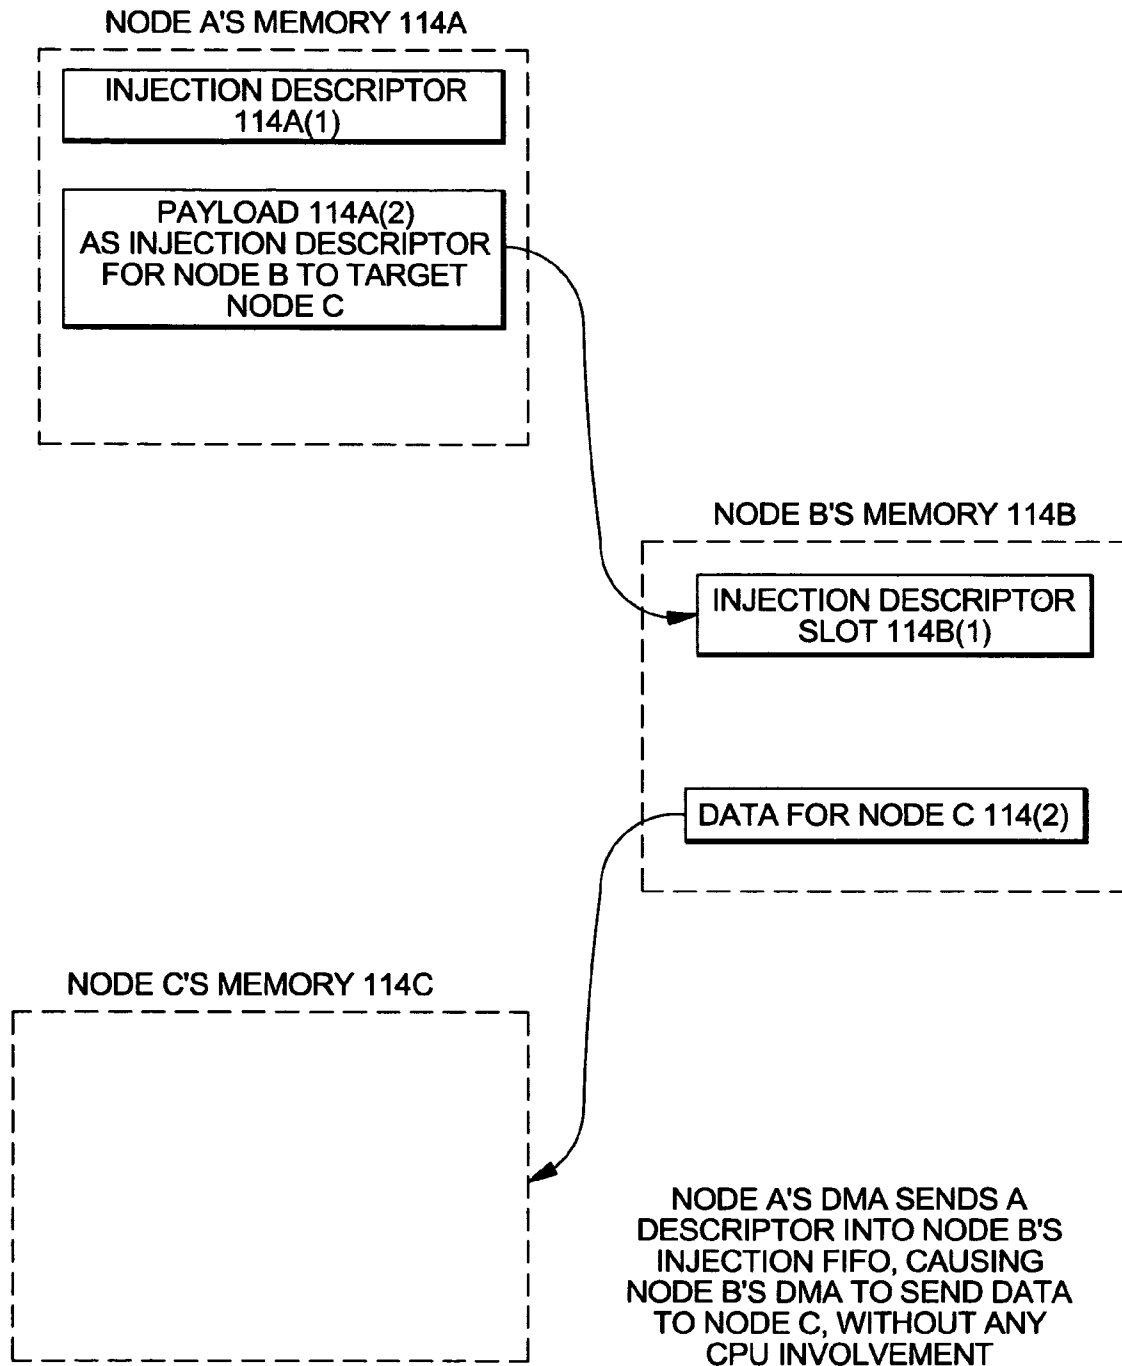 NODE A'S MEMORY 114A
INJECTION DESCRIPTOR
114A(1)
PAYLOAD 114A(2)
AS INJECTION DESCRIPTOR
FOR NODE B TO TARGET
NODE C
NODE B'S MEMORY 114B
INJECTION DESCRIPTOR
SLOT 114B(1)
DATA FOR NODE C 114(2)
NODE C'S MEMORY 114C
NODE A'S DMA SENDS A
DESCRIPTOR INTO NODE B'S
INJECTION FIFO, CAUSING
NODE B'S DMA TO SEND DATA
TO NODE C, WITHOUT ANY
CPU INVOLVEMENT